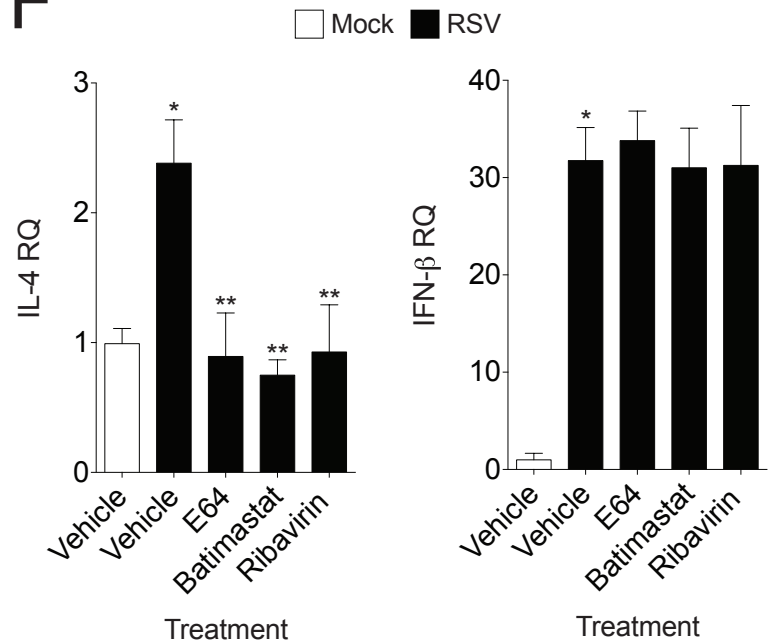 Mock RSV
IL-4 RQ
3
2
1
0
*
**
**
**
Vehicle
Vehicle
E64
Batimastat
Ribavirin
Treatment
IFN-β RQ
40
30
20
10
0
*
Vehicle
Vehicle
E64
Batimastat
Ribavirin
Treatment